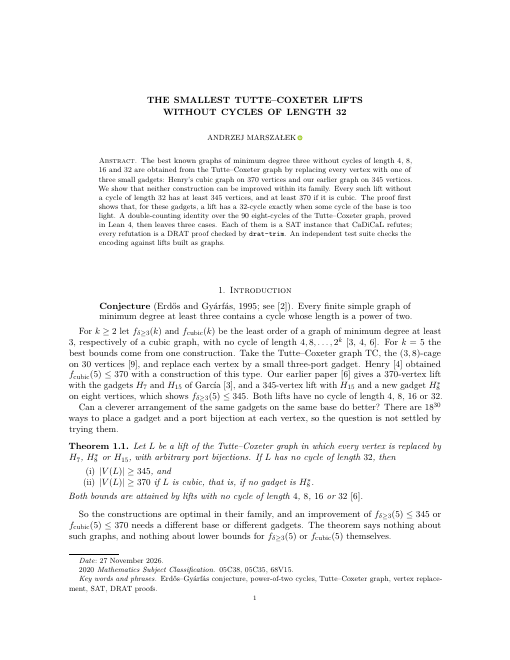 THE SMALLEST TUTTE–COXETER LIFTS
WITHOUT CYCLES OF LENGTH 32
ANDRZEJ MARSZAŁEK
Abstract. The best known graphs of minimum degree three without cycles of length 4, 8,
16 and 32 are obtained from the Tutte–Coxeter graph by replacing every vertex with one of
three small gadgets: Henry's cubic graph on 370 vertices and our earlier graph on 345 vertices.
We show that neither construction can be improved within its family. Every such lift without
a cycle of length 32 has at least 345 vertices, and at least 370 if it is cubic. The proof first
shows that, for these gadgets, a lift has a 32-cycle exactly when some cycle of the base is too
light. A double-counting identity over the 90 eight-cycles of the Tutte–Coxeter graph, proved
in Lean 4, then leaves three cases. Each of them is a SAT instance that CaDiCaL refutes;
every refutation is a DRAT proof checked by drat-trim. An independent test suite checks the
encoding against lifts built as graphs.
1. Introduction
Conjecture (Erdős and Gyárfás, 1995; see [2]). Every finite simple graph of
minimum degree at least three contains a cycle whose length is a power of two.
For k ≥ 2 let f_{δ≥3}(k) and f_{cubic}(k) be the least order of a graph of minimum degree at least
3, respectively of a cubic graph, with no cycle of length 4, 8, . . . , 2^k [3, 4, 6]. For k = 5 the
best bounds come from one construction. Take the Tutte–Coxeter graph TC, the (3, 8)-cage
on 30 vertices [9], and replace each vertex by a small three-port gadget. Henry [4] obtained
f_{cubic}(5) ≤ 370 with a construction of this type. Our earlier paper [6] gives a 370-vertex lift
with the gadgets H_7 and H_{15} of García [3], and a 345-vertex lift with H_{15} and a new gadget H_8^*
on eight vertices, which shows f_{δ≥3}(5) ≤ 345. Both lifts have no cycle of length 4, 8, 16 or 32.
Can a cleverer arrangement of the same gadgets on the same base do better? There are 18^{30}
ways to place a gadget and a port bijection at each vertex, so the question is not settled by
trying them.
Theorem 1.1. Let L be a lift of the Tutte–Coxeter graph in which every vertex is replaced by
H_7, H_8^* or H_{15}, with arbitrary port bijections. If L has no cycle of length 32, then
(i) |V(L)| ≥ 345, and
(ii) |V(L)| ≥ 370 if L is cubic, that is, if no gadget is H_8^*.
Both bounds are attained by lifts with no cycle of length 4, 8, 16 or 32 [6].
So the constructions are optimal in their family, and an improvement of f_{δ≥3}(5) ≤ 345 or
f_{cubic}(5) ≤ 370 needs a different base or different gadgets. The theorem says nothing about
such graphs, and nothing about lower bounds for f_{δ≥3}(5) or f_{cubic}(5) themselves.
Date: 27 November 2026.
2020 Mathematics Subject Classification. 05C38, 05C35, 68V15.
Key words and phrases. Erdős–Gyárfás conjecture, power-of-two cycles, Tutte–Coxeter graph, vertex replace-
ment, SAT, DRAT proofs.
1